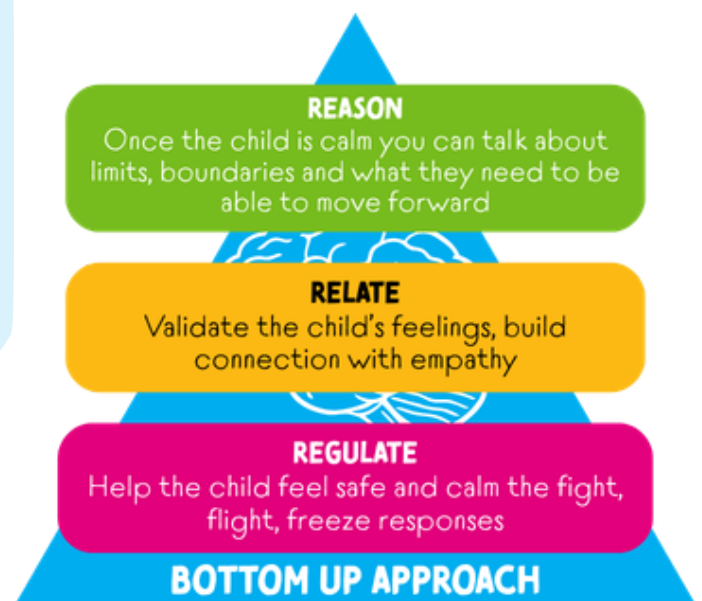 REASON
Once the child is calm you can talk about
limits, boundaries and what they need to be
able to move forward
RELATE
Validate the child's feelings, build
connection with empathy
REGULATE
Help the child feel safe and calm the fight,
flight, freeze responses
BOTTOM UP APPROACH